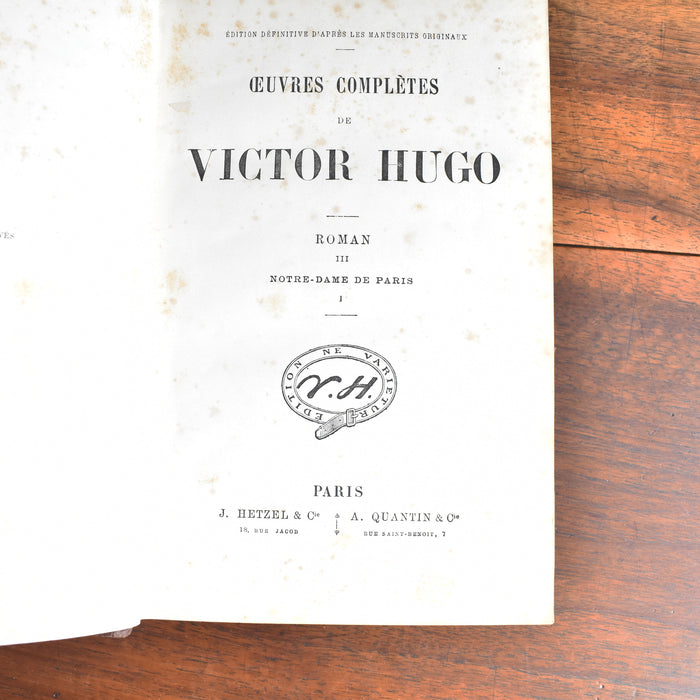 ÉDITION DÉFINITIVE D'APRÈS LES MANUSCRITS ORIGINAUX
ŒUVRES COMPLÈTES
DE
VICTOR HUGO
ROMAN
III
NOTRE-DAME DE PARIS
I
EDITION NE VARIETUR
V.H.
PARIS
J. HETZEL & Cie
18, RUE JACOB
A. QUANTIN & Cie
RUE SAINT-BENOIT, 7